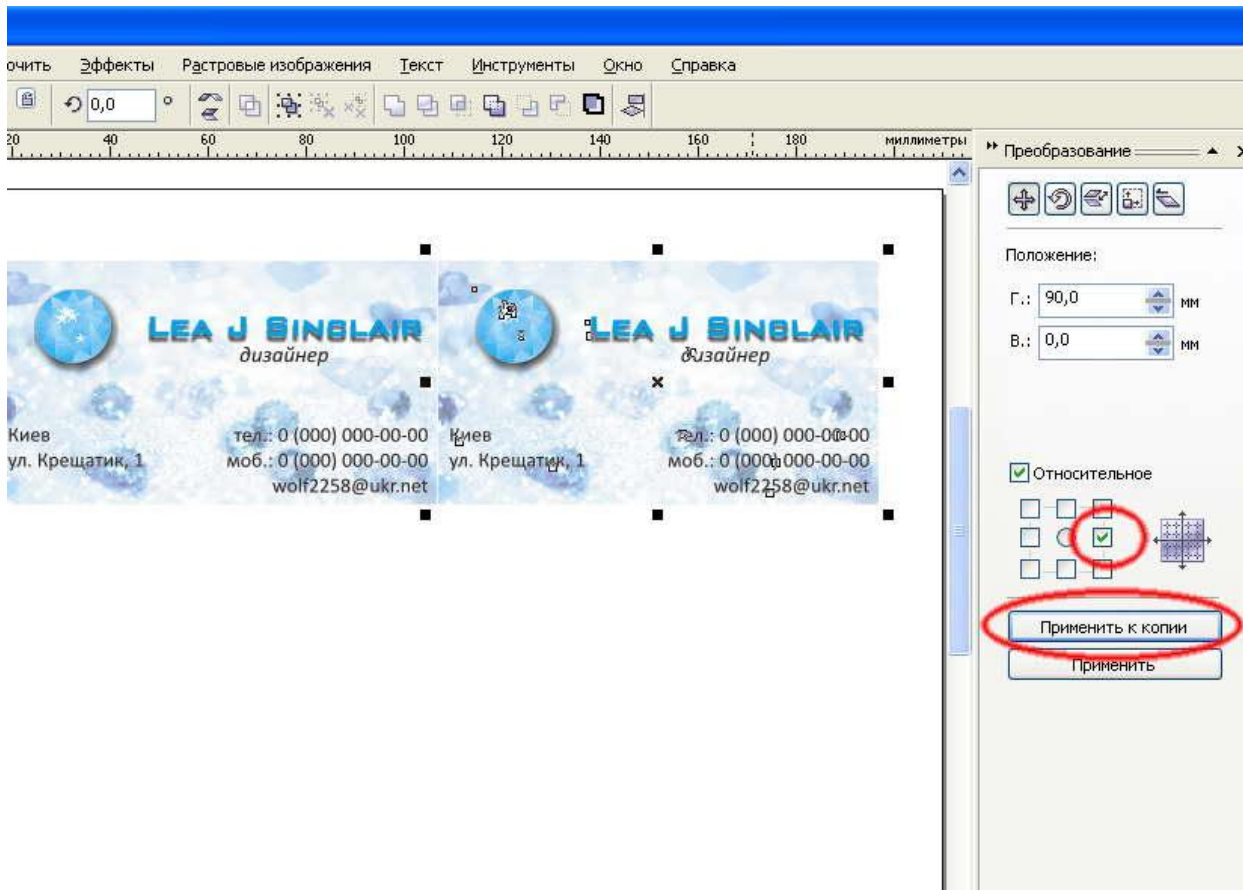 очить Эффекты Растровые изображения Текст Инструменты Окно Справка
0,0 °
20 40 60 80 100 120 140 160 180 миллиметры
Преобразование
Положение:
Г.: 90,0 мм
В.: 0,0 мм
Относительное
Применить к копии
Применить
LEA J SINCLAIR
дизайнер
Киев
ул. Крещатик, 1
тел.: 0 (000) 000-00-00
моб.: 0 (000) 000-00-00
wolf2258@ukr.net
LEA J SINCLAIR
дизайнер
Киев
ул. Крещатик, 1
тел.: 0 (000) 000-00-00
моб.: 0 (000) 000-00-00
wolf2258@ukr.net